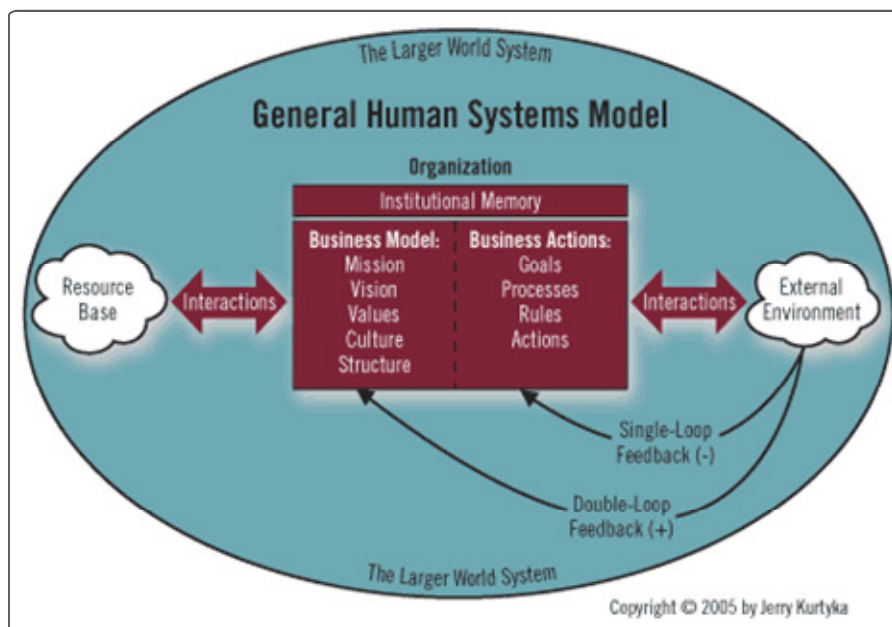 The Larger World System
General Human Systems Model
Organization
Institutional Memory
Business Model:
Mission
Vision
Values
Culture
Structure
Business Actions:
Goals
Processes
Rules
Actions
Resource
Base
Interactions
Interactions
External
Environment
Single-Loop
Feedback (-)
Double-Loop
Feedback (+)
The Larger World System
Copyright © 2005 by Jerry Kurtyka